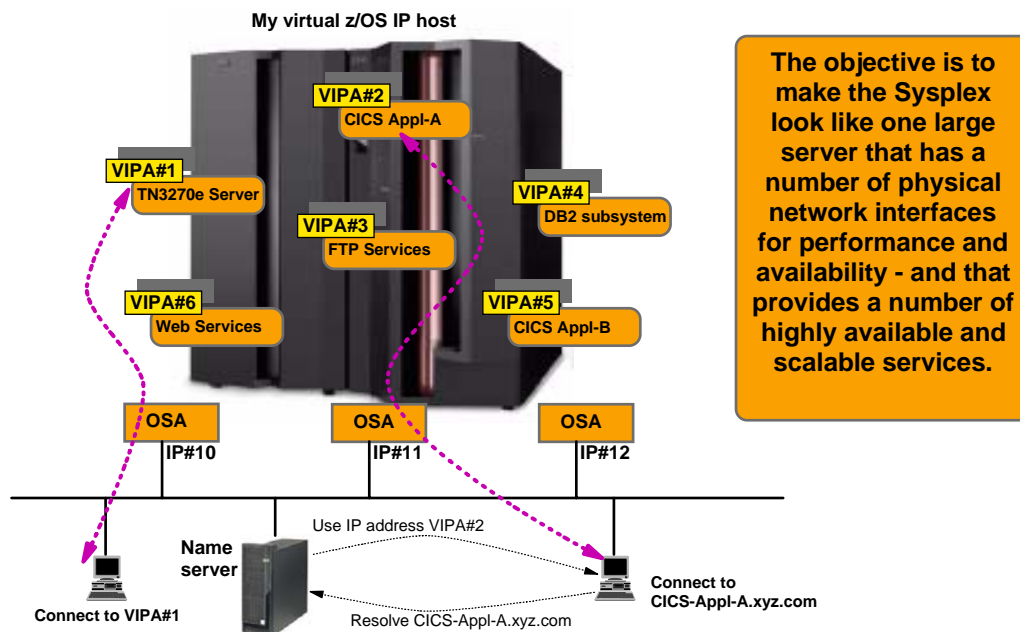 My virtual z/OS IP host
VIPA#2
CICS Appl-A
VIPA#1
TN3270e Server
VIPA#4
DB2 subsystem
VIPA#3
FTP Services
VIPA#6
Web Services
VIPA#5
CICS Appl-B
The objective is to
make the Sysplex
look like one large
server that has a
number of physical
network interfaces
for performance and
availability - and that
provides a number of
highly available and
scalable services.
OSA
OSA
OSA
IP#10
IP#11
IP#12
Use IP address VIPA#2
Name
server
Connect to VIPA#1
Connect to
CICS-Appl-A.xyz.com
Resolve CICS-Appl-A.xyz.com